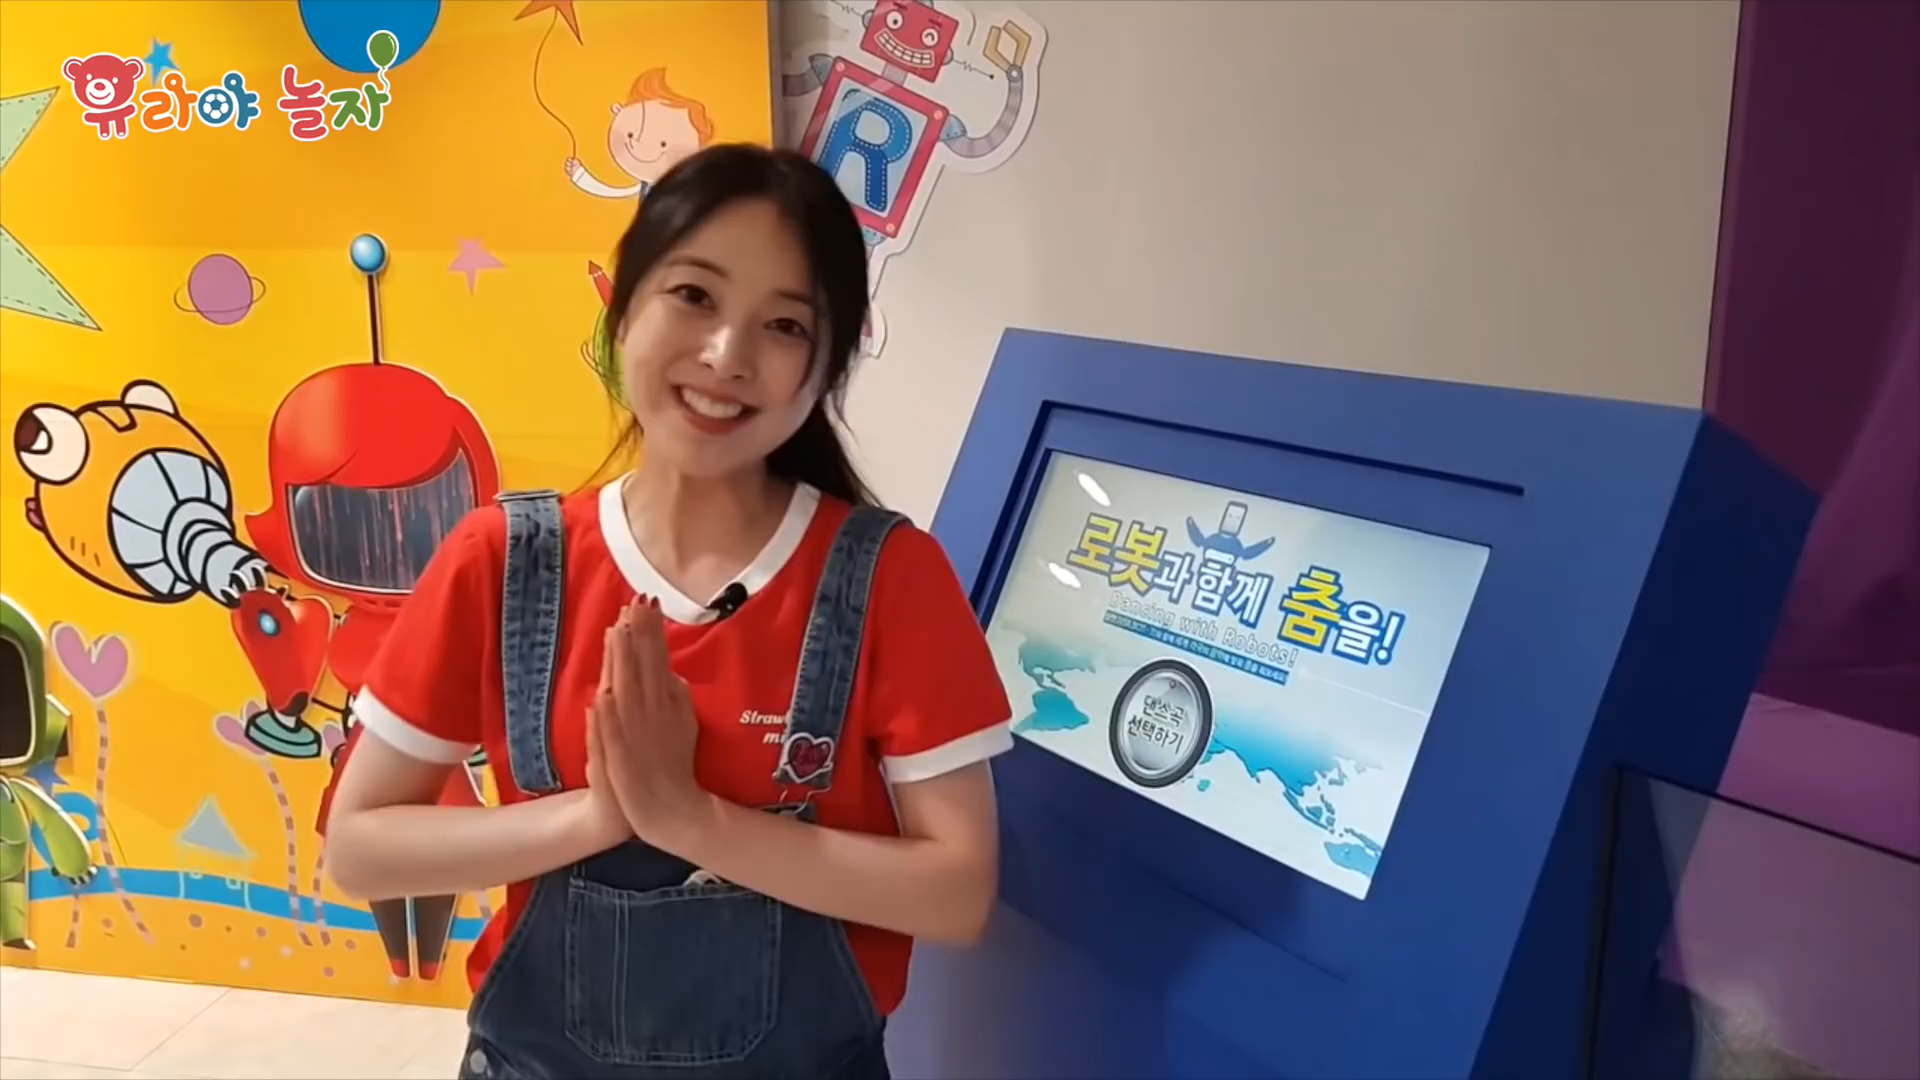 유라야 놀자
R
로봇과 함께 춤을!
Dancing with Robots!
댄스곡
선택하기